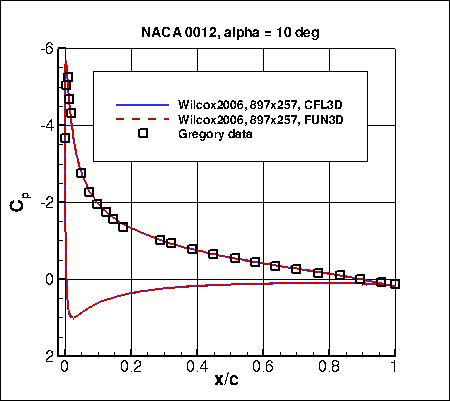 NACA 0012, alpha = 10 deg
-6
Wilcox2006, 897x257, CFL3D
Wilcox2006, 897x257, FUN3D
Gregory data
-4
-2
Cp
0
2
0 0.2 0.4 0.6 0.8 1
x/c